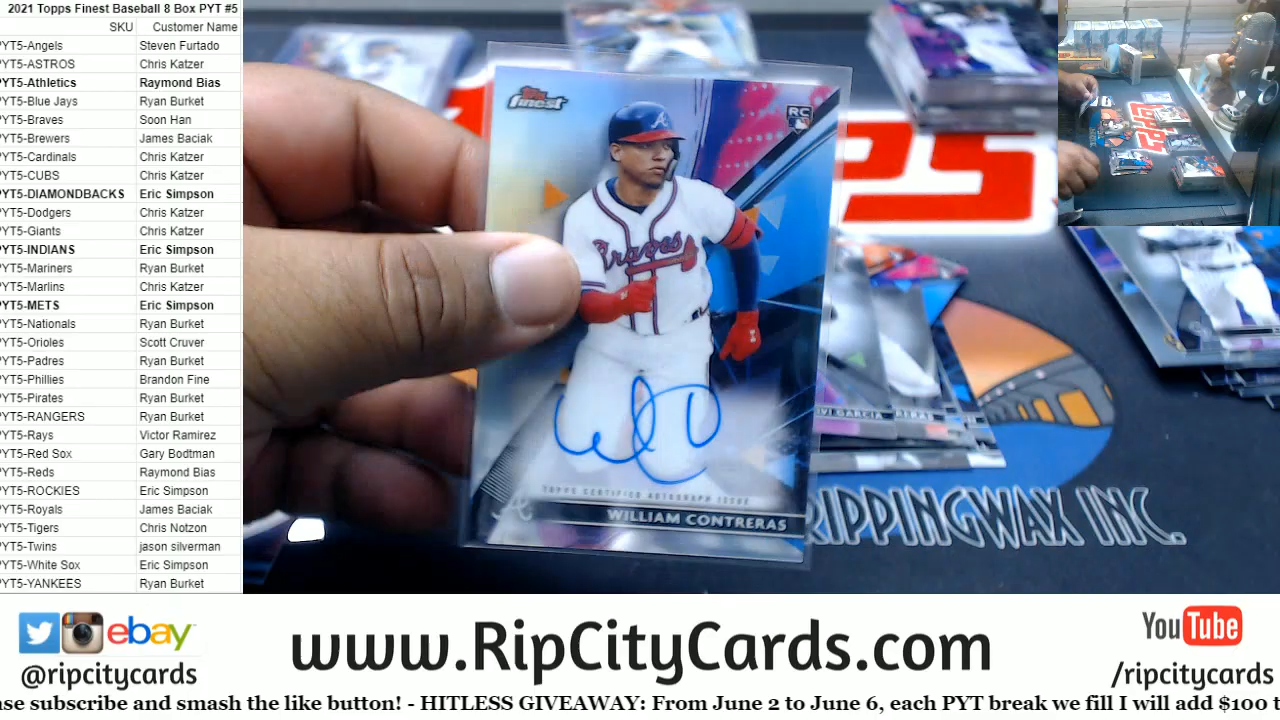 2021 Topps Finest Baseball 8 Box PYT #5
SKU Customer Name
PYT5-Angels Steven Furtado
PYT5-ASTROS Chris Katzer
PYT5-Athletics Raymond Bias
PYT5-Blue Jays Ryan Burket
PYT5-Braves Soon Han
PYT5-Brewers James Baciak
PYT5-Cardinals Chris Katzer
PYT5-CUBS Chris Katzer
PYT5-DIAMONDBACKS Eric Simpson
PYT5-Dodgers Chris Katzer
PYT5-Giants Chris Katzer
PYT5-INDIANS Eric Simpson
PYT5-Mariners Ryan Burket
PYT5-Marlins Chris Katzer
PYT5-METS Eric Simpson
PYT5-Nationals Ryan Burket
PYT5-Orioles Scott Cruver
PYT5-Padres Ryan Burket
PYT5-Phillies Brandon Fine
PYT5-Pirates Ryan Burket
PYT5-RANGERS Ryan Burket
PYT5-Rays Victor Ramirez
PYT5-Red Sox Gary Bodtman
PYT5-Reds Raymond Bias
PYT5-ROCKIES Eric Simpson
PYT5-Royals James Baciak
PYT5-Tigers Chris Notzon
PYT5-Twins jason silverman
PYT5-White Sox Eric Simpson
PYT5-YANKEES Ryan Burket
Topps finest
RC
Braves
TOPPS CERTIFIED AUTOGRAPH ISSUE
WILLIAM CONTRERAS
GARCIA
RIPPINGWAX INC.
ebay
@ripcitycards
www.RipCityCards.com
YouTube
/ripcitycards
ase subscribe and smash the like button! - HITLESS GIVEAWAY: From June 2 to June 6, each PYT break we fill I will add $100 t